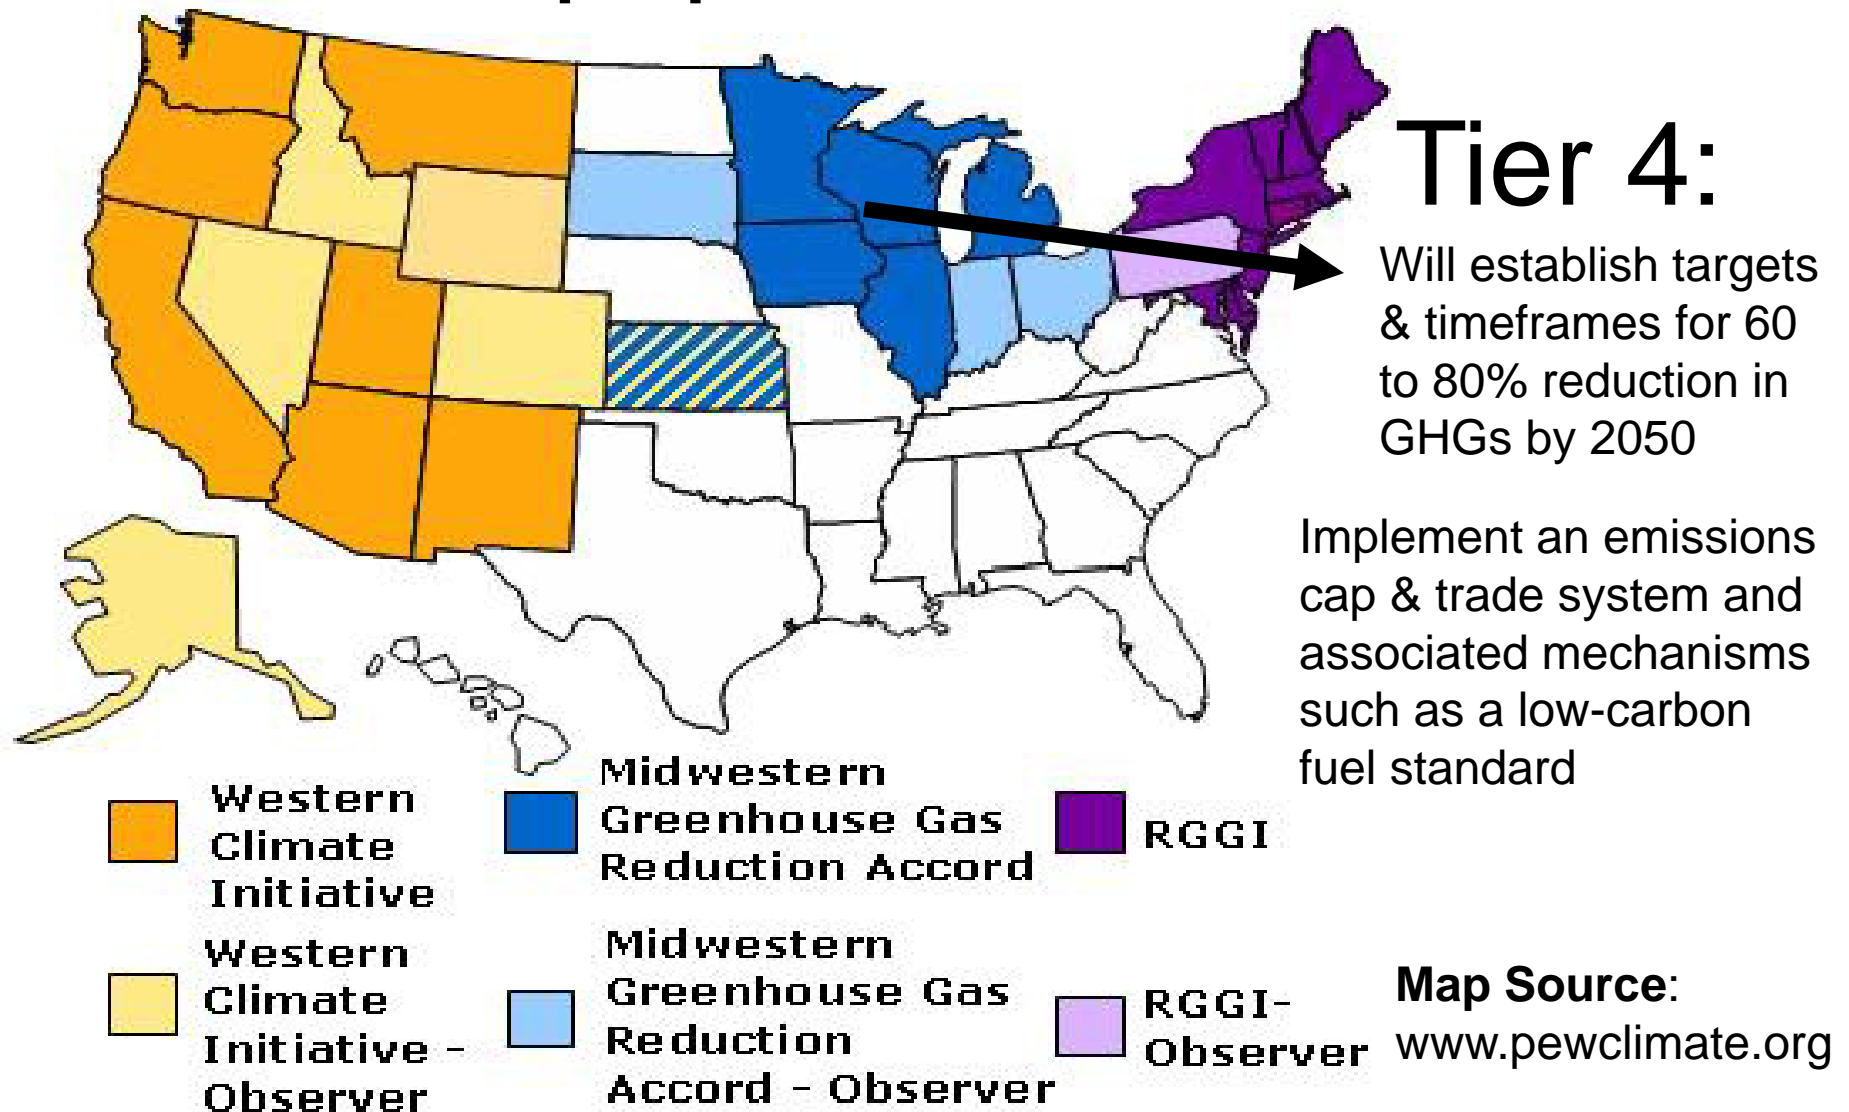 Tier 4:
Will establish targets
& timeframes for 60
to 80% reduction in
GHGs by 2050
Implement an emissions
cap & trade system and
associated mechanisms
such as a low-carbon
fuel standard
Western
Climate
Initiative
Midwestern
Greenhouse Gas
Reduction Accord
RGGI
Western
Climate
Initiative -
Observer
Midwestern
Greenhouse Gas
Reduction
Accord - Observer
RGGI-
Observer
Map Source:
www.pewclimate.org